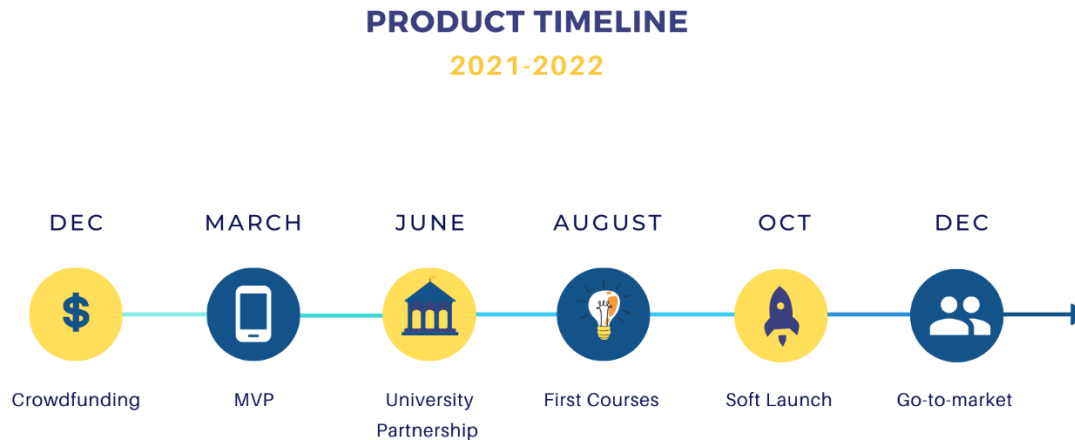 PRODUCT TIMELINE
2021-2022
DEC
MARCH
JUNE
AUGUST
OCT
DEC
$
Crowdfunding
MVP
University
Partnership
First Courses
Soft Launch
Go-to-market